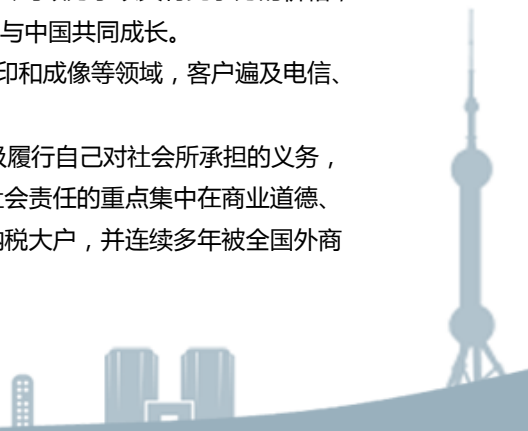 与中国共同成长。
印和成像等领域，客户遍及电信、
履行自己对社会所承担的义务，
社会责任的重点集中在商业道德、
纳税大户，并连续多年被全国外商